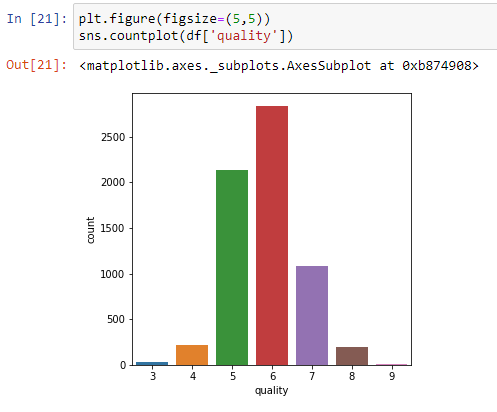 In [21]: plt.figure(figsize=(5,5))
sns.countplot(df['quality'])
Out[21]: <matplotlib.axes._subplots.AxesSubplot at 0xb874908>
2500
2000
1500
1000
500
0
count
3 4 5 6 7 8 9
quality